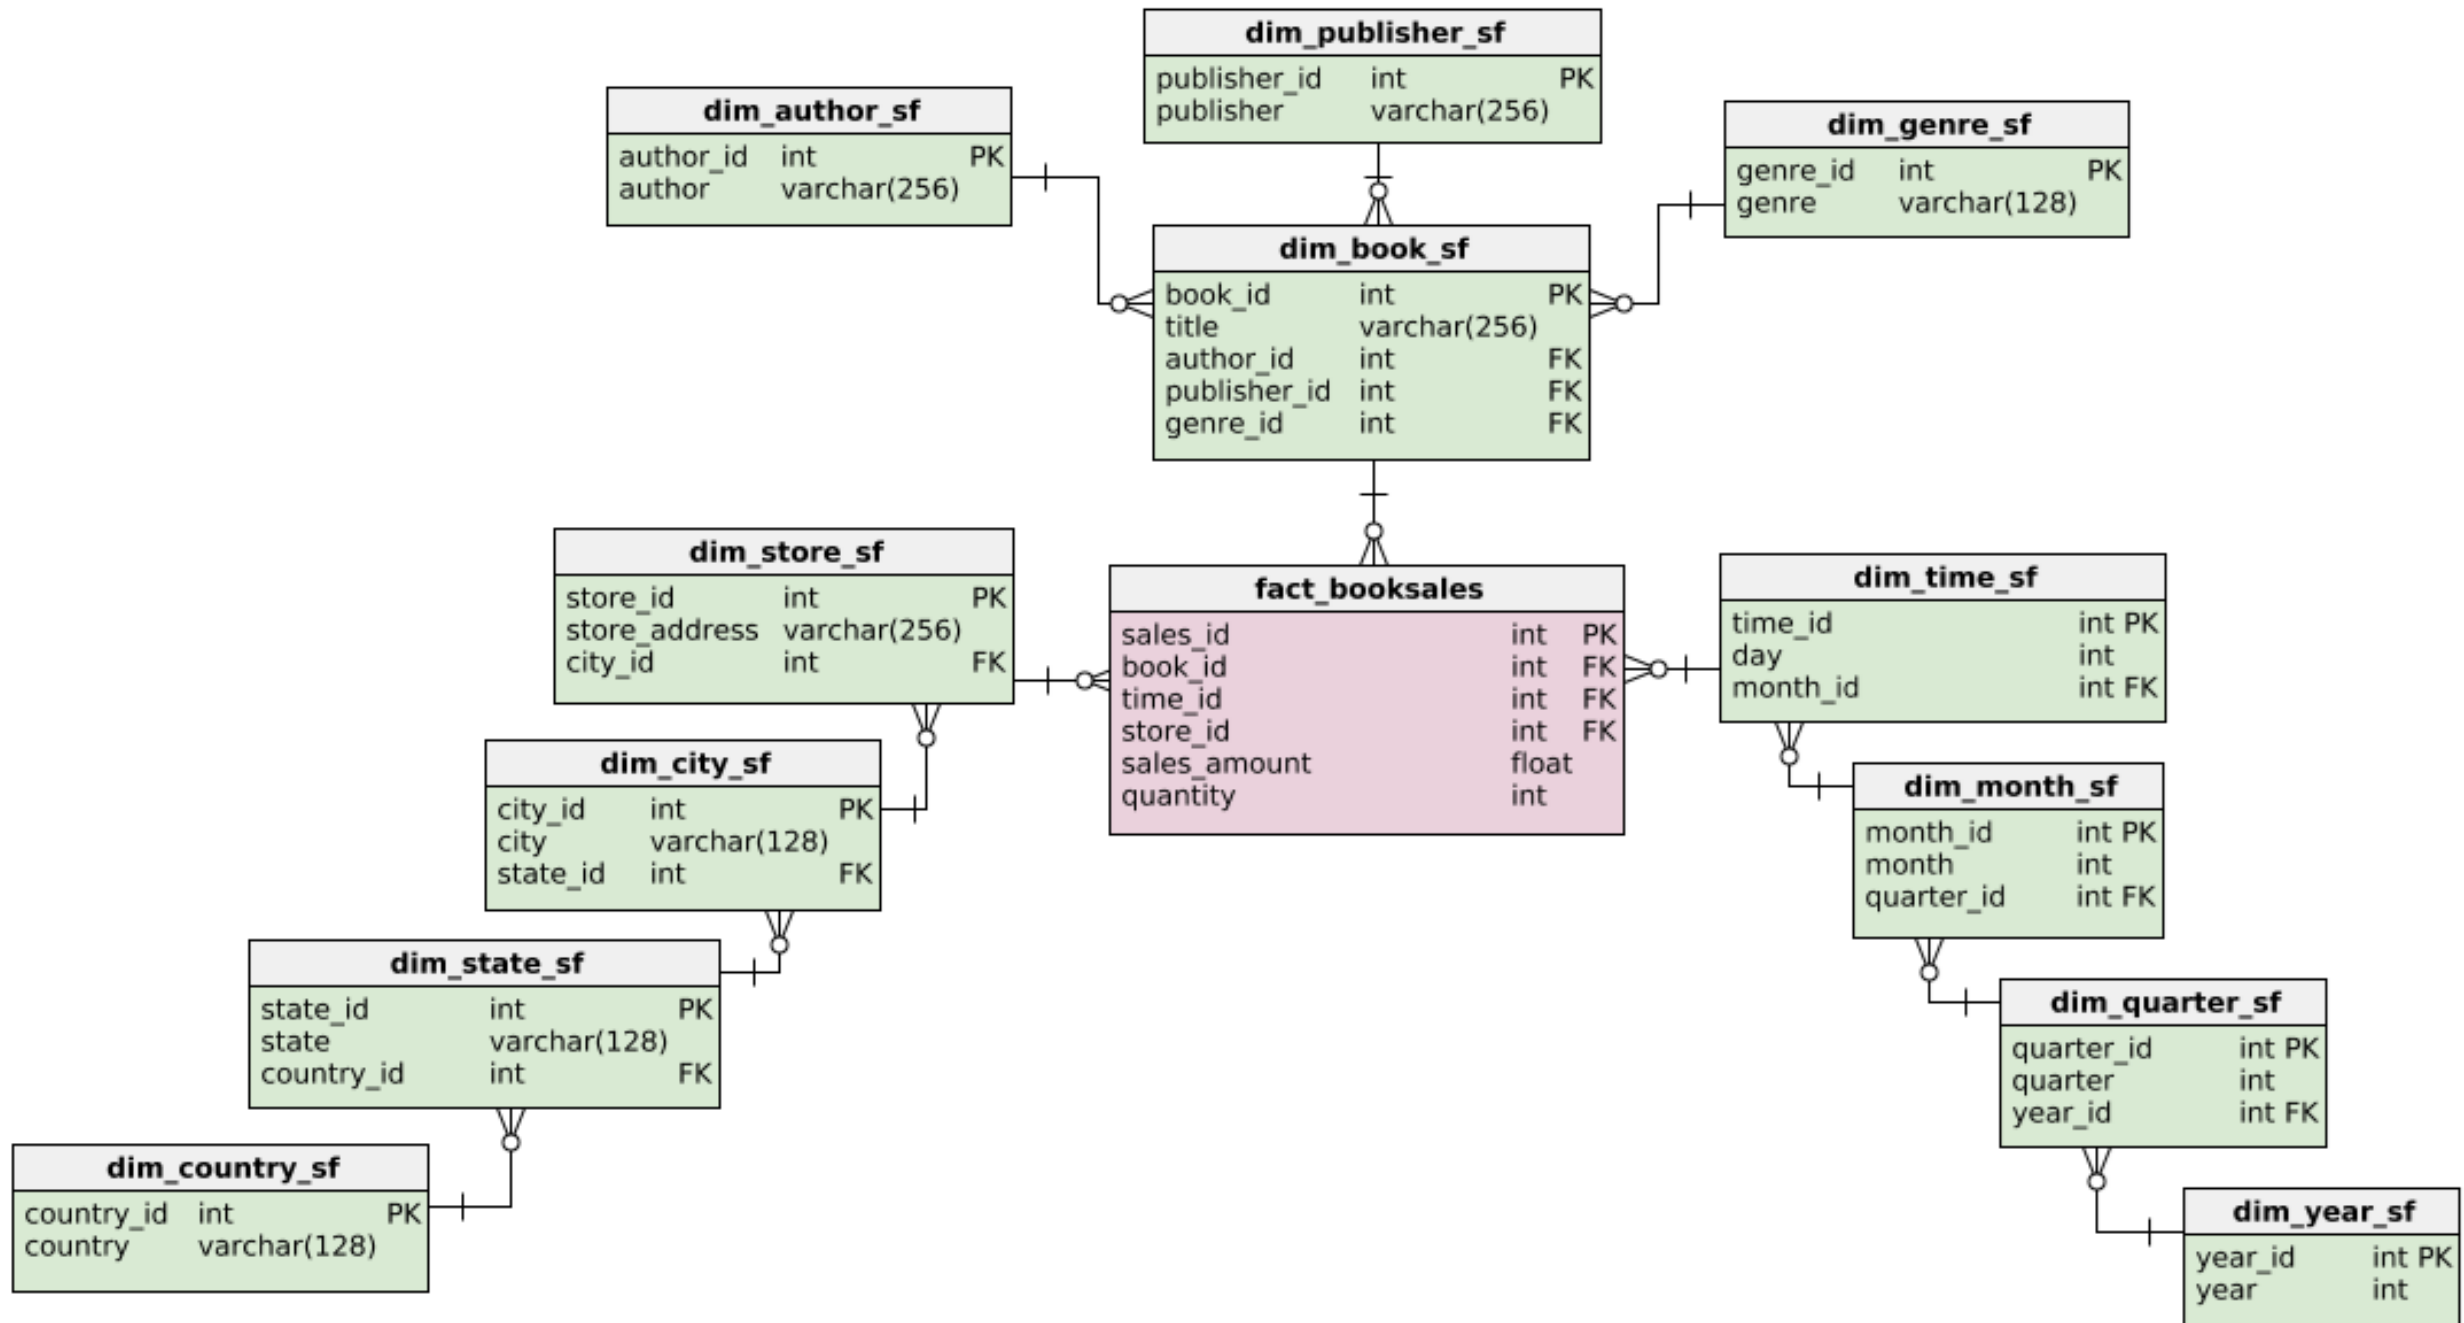 dim_publisher_sf
publisher_id int PK
publisher varchar(256)
dim_author_sf
author_id int PK
author varchar(256)
dim_genre_sf
genre_id int PK
genre varchar(128)
dim_book_sf
book_id int PK
title varchar(256)
author_id int FK
publisher_id int FK
genre_id int FK
dim_store_sf
store_id int PK
store_address varchar(256)
city_id int FK
fact_booksales
sales_id int PK
book_id int FK
time_id int FK
store_id int FK
sales_amount float
quantity int
dim_time_sf
time_id int PK
day int
month_id int FK
dim_city_sf
city_id int PK
city varchar(128)
state_id int FK
dim_month_sf
month_id int PK
month int
quarter_id int FK
dim_state_sf
state_id int PK
state varchar(128)
country_id int FK
dim_quarter_sf
quarter_id int PK
quarter int
year_id int FK
dim_country_sf
country_id int PK
country varchar(128)
dim_year_sf
year_id int PK
year int